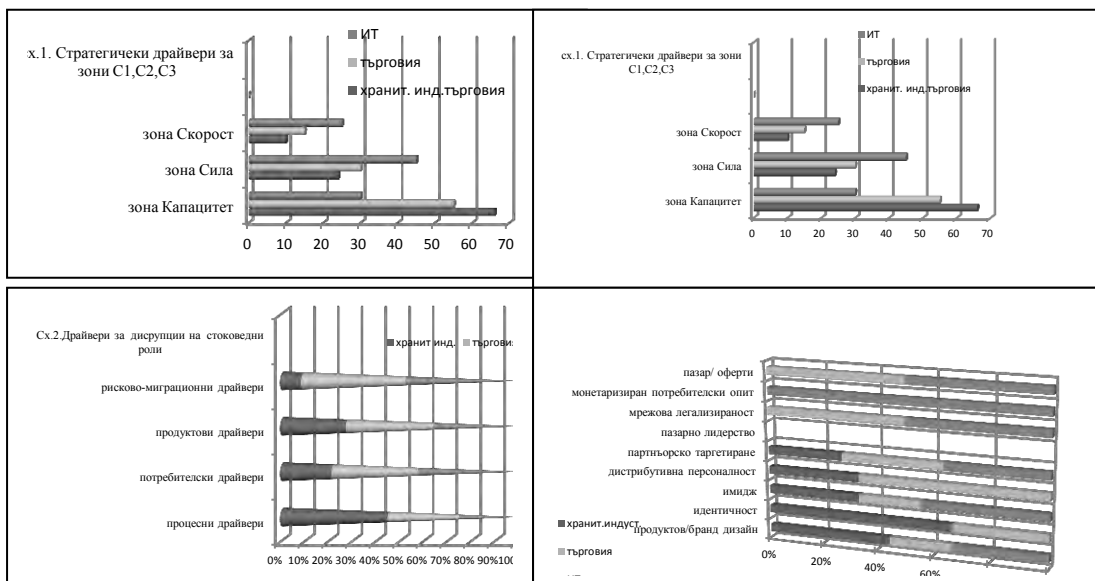 х.1. Стратегичеки драйвери за
зони С1,С2,С3
ИТ
търговия
хранит. инд.търговия
зона Скорост
зона Сила
зона Капацитет
0 10 20 30 40 50 60 70
сх.1. Стратегичеки драйвери за зони
С1,С2,С3
ИТ
търговия
хранит. инд.търговия
зона Скорост
зона Сила
зона Капацитет
0 10 20 30 40 50 60 70
Сх.2.Драйвери за дисрупции на стоковедни
роли
хранит инд. търгови
рисково-миграционни драйвери
продуктови драйвери
потребителски драйвери
процесни драйвери
0% 10% 20% 30% 40% 50% 60% 70% 80% 90%100
пазар/ оферти
монетаризиран потребителски опит
мрежова легализираност
пазарно лидерство
партньорско таргетиране
дистрибутивна персоналност
имидж
идентичност
продуктов/бранд дизайн
хранит.индуст.
търговия
0% 20% 40% 60%